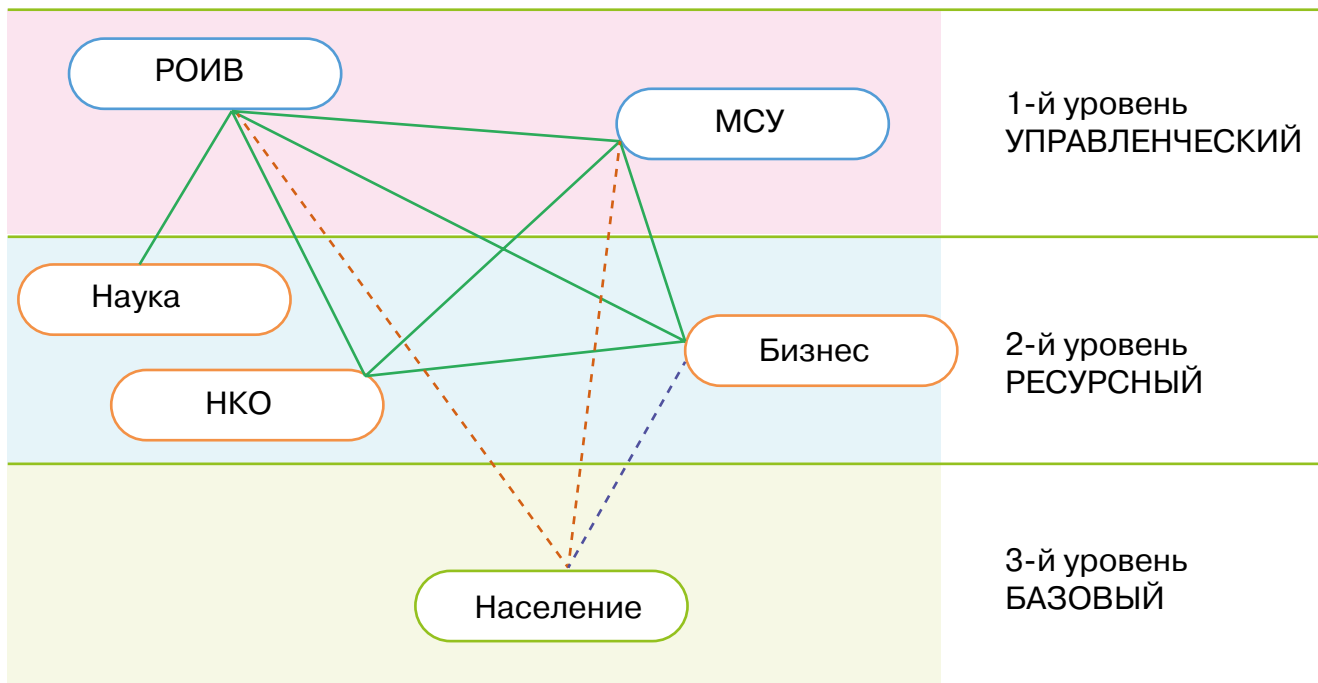 РОИВ
МСУ
1-й уровень
УПРАВЛЕНЧЕСКИЙ
Наука
НКО
Бизнес
2-й уровень
РЕСУРСНЫЙ
Население
3-й уровень
БАЗОВЫЙ